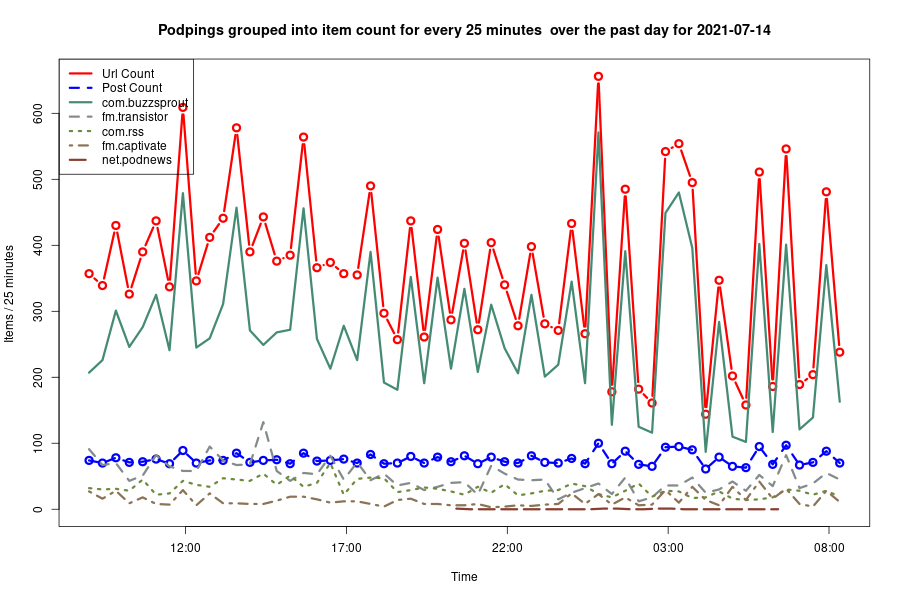 Podpings grouped into item count for every 25 minutes  over the past day for 2021-07-14
Url Count
Post Count
com.buzzsprout
fm.transistor
com.rss
fm.captivate
net.podnews
Items / 25 minutes
600
500
400
300
200
100
0
12:00 17:00 22:00 03:00 08:00
Time